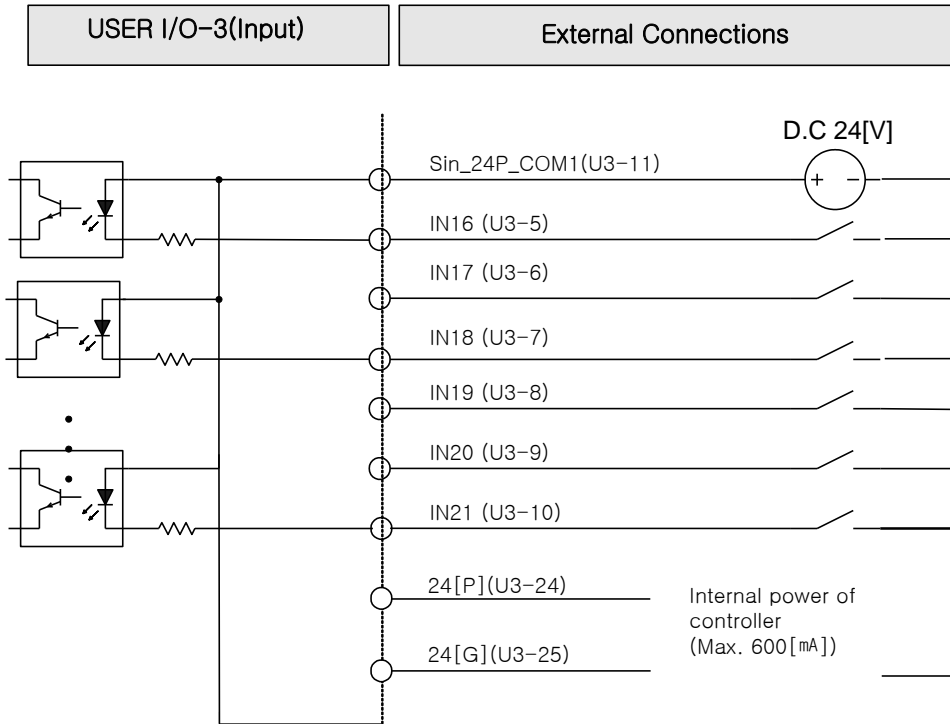 USER I/O-3(Input)
External Connections
D.C 24[V]
Sin_24P_COM1(U3-11)
+ -
IN16 (U3-5)
IN17 (U3-6)
IN18 (U3-7)
IN19 (U3-8)
IN20 (U3-9)
IN21 (U3-10)
24[P](U3-24)
Internal power of
controller
(Max. 600[㎃])
24[G](U3-25)